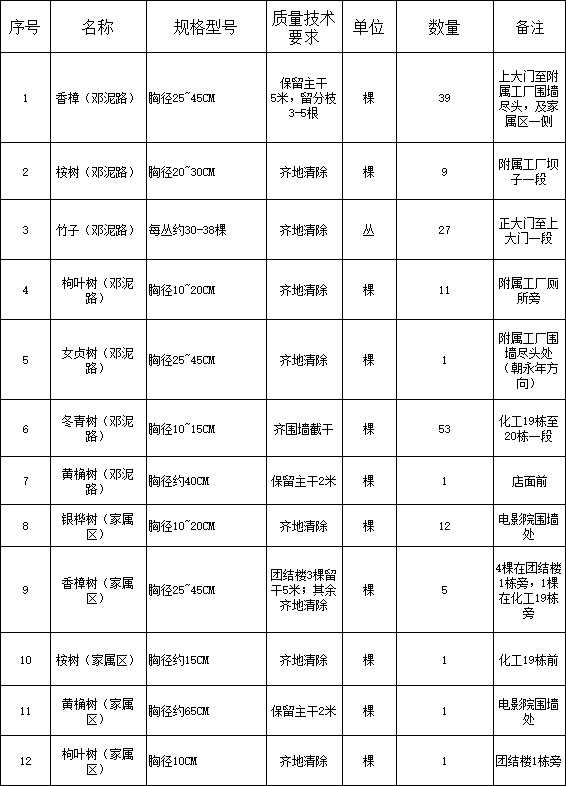 序号 名称 规格型号 质量技术要求 单位 数量 备注
1 香樟（邓泥路） 胸径25~45CM 保留主干5米，留分枝3-5根 棵 39 上大门至附属工厂围墙尽头，及家属区一侧
2 桉树（邓泥路） 胸径20~30CM 齐地清除 棵 9 附属工厂坝子一段
3 竹子（邓泥路） 每丛约30-38棵 齐地清除 丛 27 正大门至上大门一段
4 枸叶树（邓泥路） 胸径10~20CM 齐地清除 棵 11 附属工厂厕所旁
5 女贞树（邓泥路） 胸径25~45CM 齐地清除 棵 1 附属工厂围墙尽头处（朝永年方向）
6 冬青树（邓泥路） 胸径10~15CM 齐围墙截干 棵 53 化工19栋至20栋一段
7 黄桷树（邓泥路） 胸径约40CM 保留主干2米 棵 1 店面前
8 银桦树（家属区） 胸径10~20CM 齐地清除 棵 12 电影院围墙处
9 香樟树（家属区） 胸径25~45CM 团结楼3棵留干5米；其余齐地清除 棵 5 4棵在团结楼1栋旁，1棵在化工19栋旁
10 桉树（家属区） 胸径约15CM 齐地清除 棵 1 化工19栋前
11 黄桷树（家属区） 胸径约65CM 保留主干2米 棵 1 电影院围墙处
12 枸叶树（家属区） 胸径10CM 齐地清除 棵 1 团结楼1栋旁